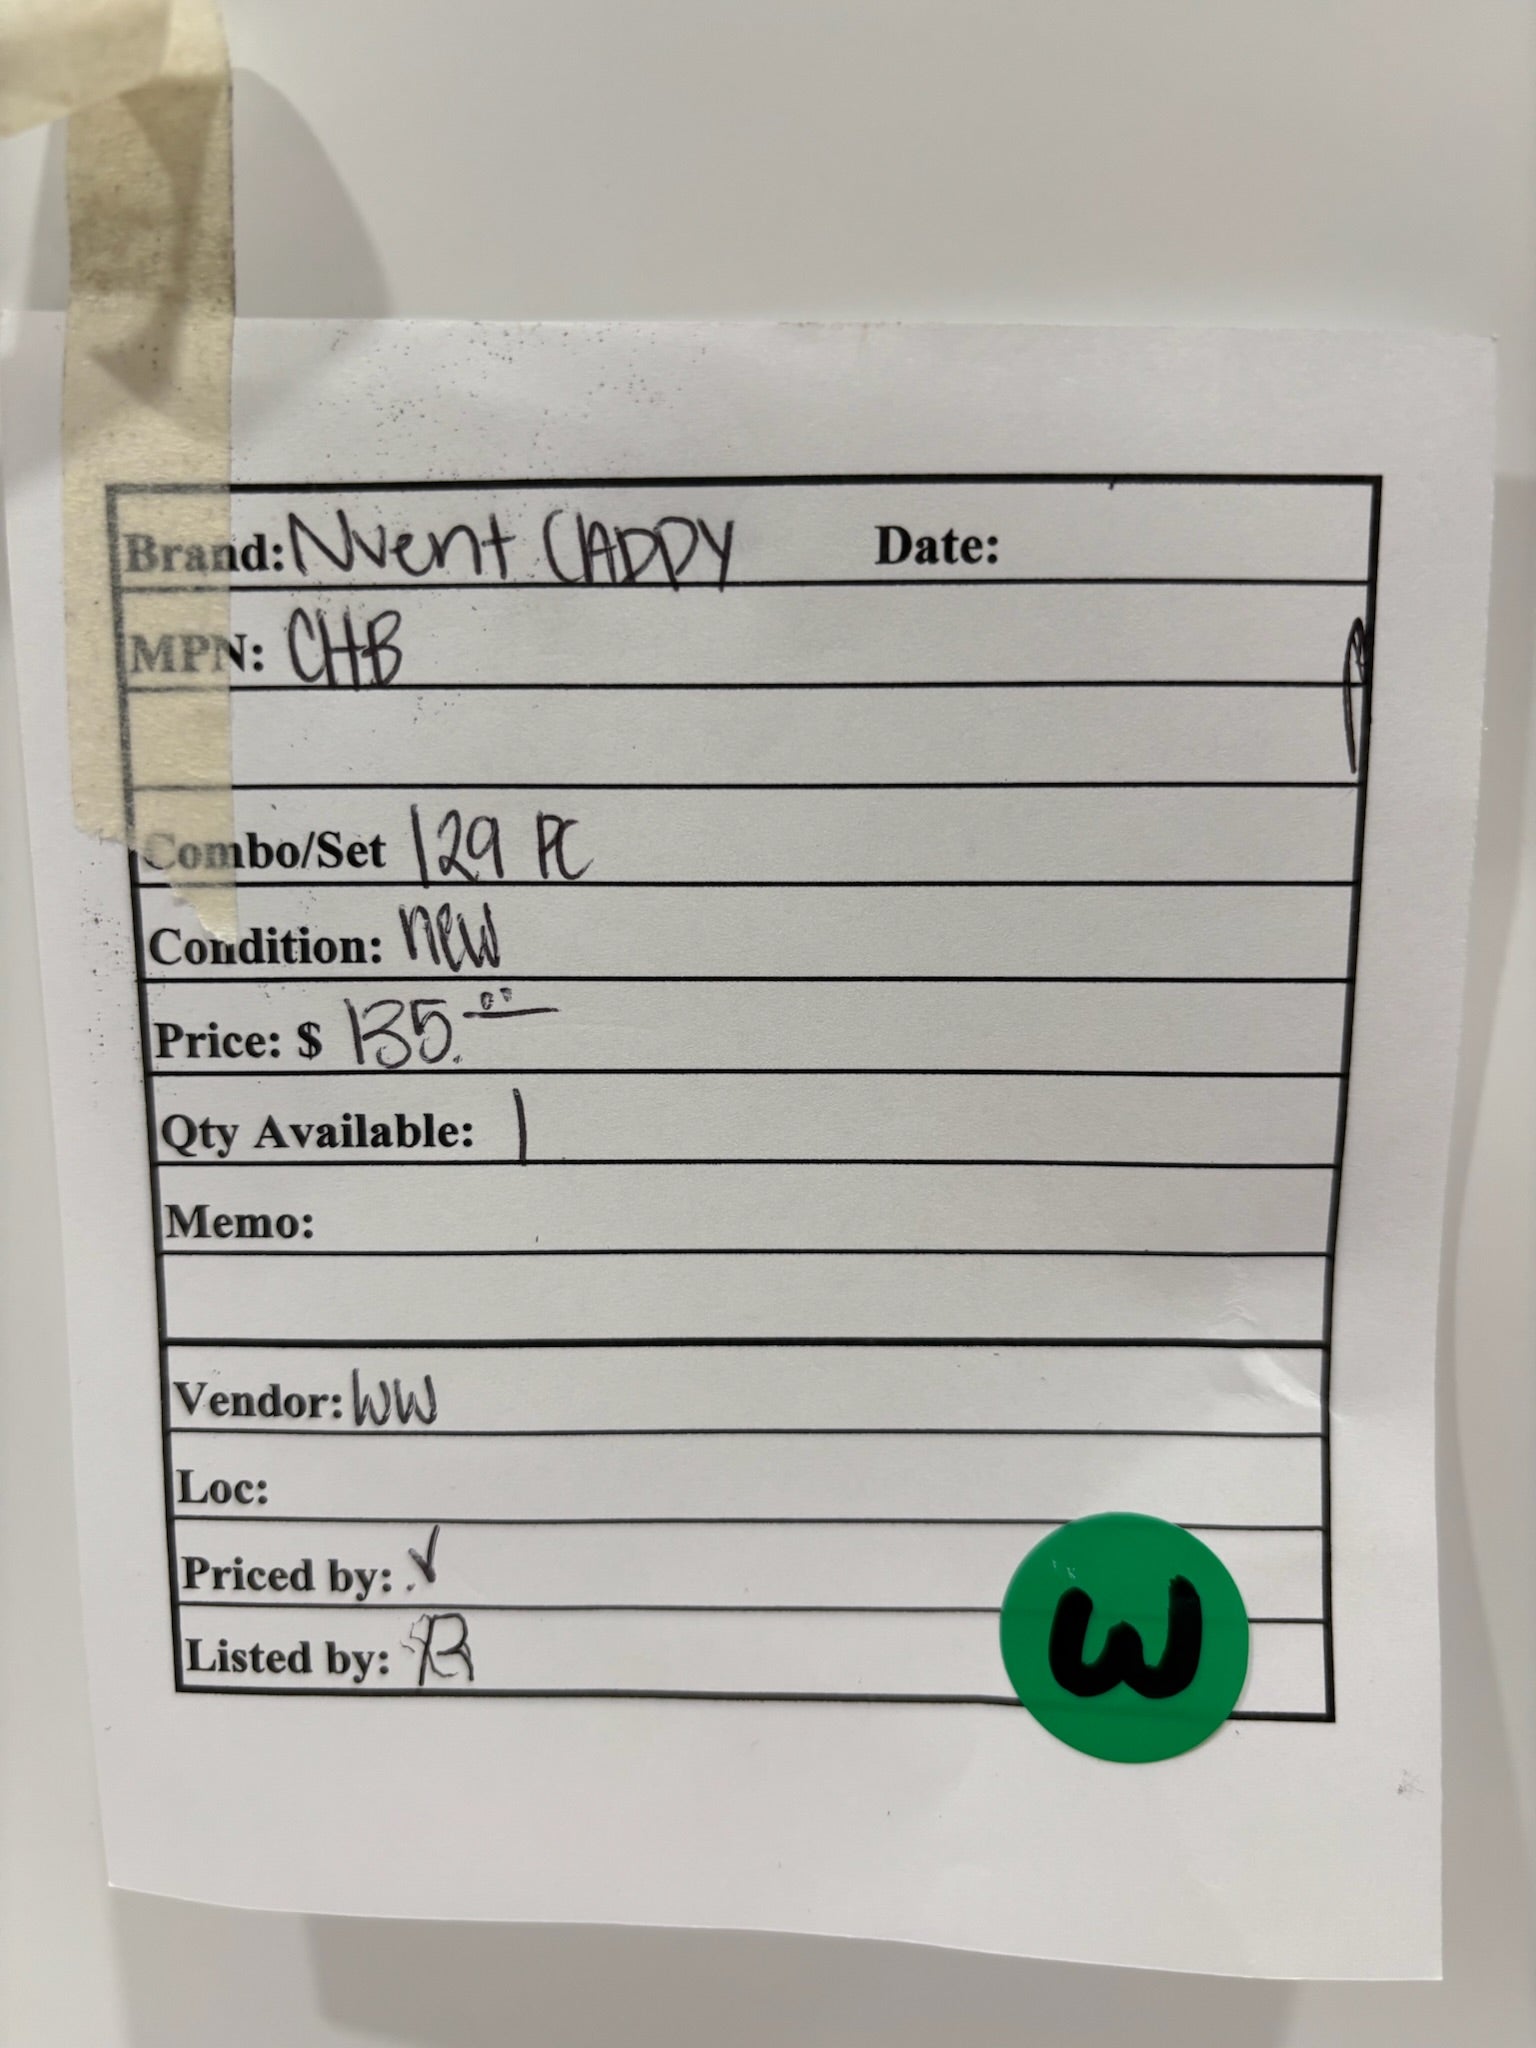 Brand: Nvent CADDY Date:
MPN: CHB
Combo/Set 129 PC
Condition: new
Price: $ 135.00
Qty Available: 1
Memo:
Vendor: WW
Loc:
Priced by: ✓
Listed by:
W